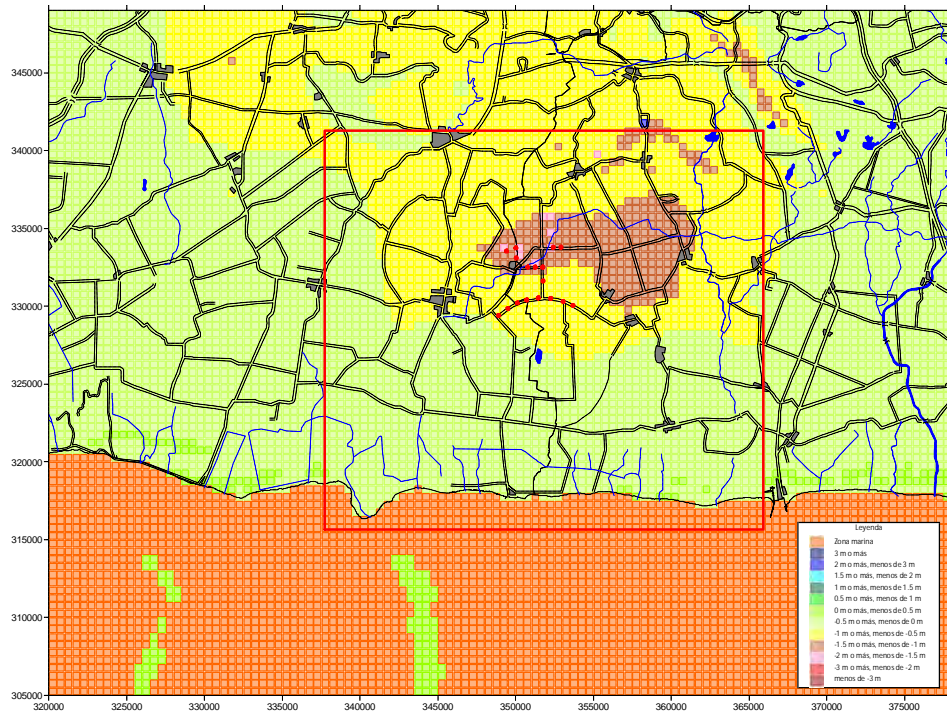 345000
340000
335000
330000
325000
320000
315000
310000
305000
320000 325000 330000 335000 340000 345000 350000 355000 360000 365000 370000 375000
Leyenda
Zona marina
3 m o más
2 m o más, menos de 3 m
1.5 m o más, menos de 2 m
1 m o más, menos de 1.5 m
0.5 m o más, menos de 1 m
0 m o más, menos de 0.5 m
-0.5 m o más, menos de 0 m
-1 m o más, menos de -0.5 m
-1.5 m o más, menos de -1 m
-2 m o más, menos de -1.5 m
-3 m o más, menos de -2 m
menos de -3 m